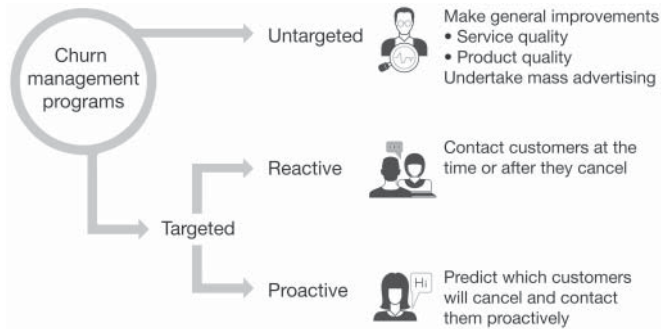 Churn
management
programs
Untargeted
Make general improvements
• Service quality
• Product quality
Undertake mass advertising
Targeted
Reactive
Contact customers at the
time or after they cancel
Proactive
Hi
Predict which customers
will cancel and contact
them proactively